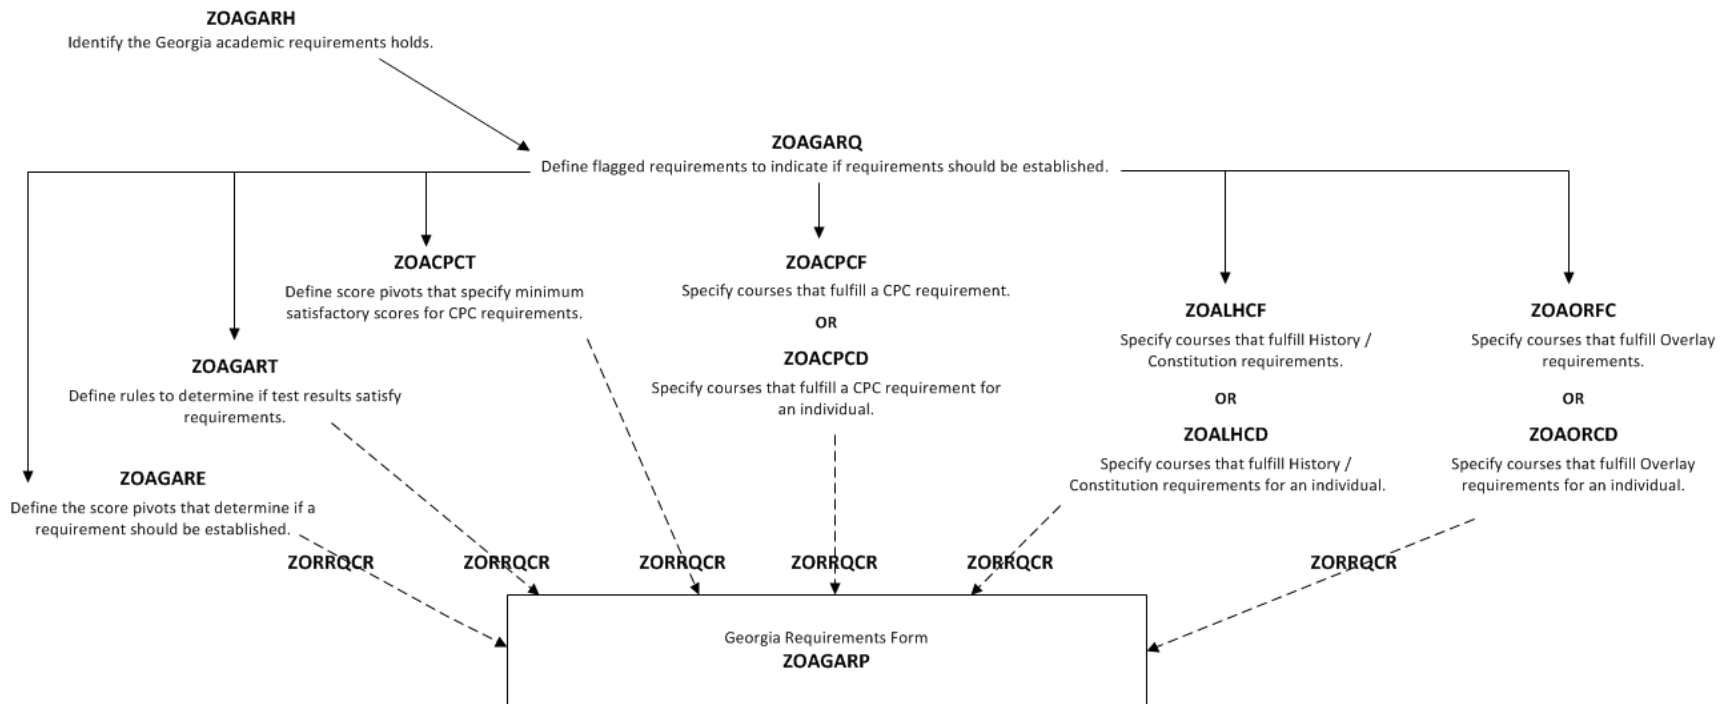 ZOAGARH
Identify the Georgia academic requirements holds.
ZOAGARQ
Define flagged requirements to indicate if requirements should be established.
ZOACPCT
Define score pivots that specify minimum
satisfactory scores for CPC requirements.
ZOACPCF
Specify courses that fulfill a CPC requirement.
OR
ZOACPCD
Specify courses that fulfill a CPC requirement for
an individual.
ZOALHCF
Specify courses that fulfill History /
Constitution requirements.
OR
ZOALHCD
Specify courses that fulfill History /
Constitution requirements for an individual.
ZOAORFC
Specify courses that fulfill Overlay
requirements.
OR
ZOAORCD
Specify courses that fulfill Overlay
requirements for an individual.
ZOAGART
Define rules to determine if test results satisfy
requirements.
ZOAGARE
Define the score pivots that determine if a
requirement should be established.
ZORRQCR
ZORRQCR
ZORRQCR
ZORRQCR
ZORRQCR
ZORRQCR
Georgia Requirements Form
ZOAGARP